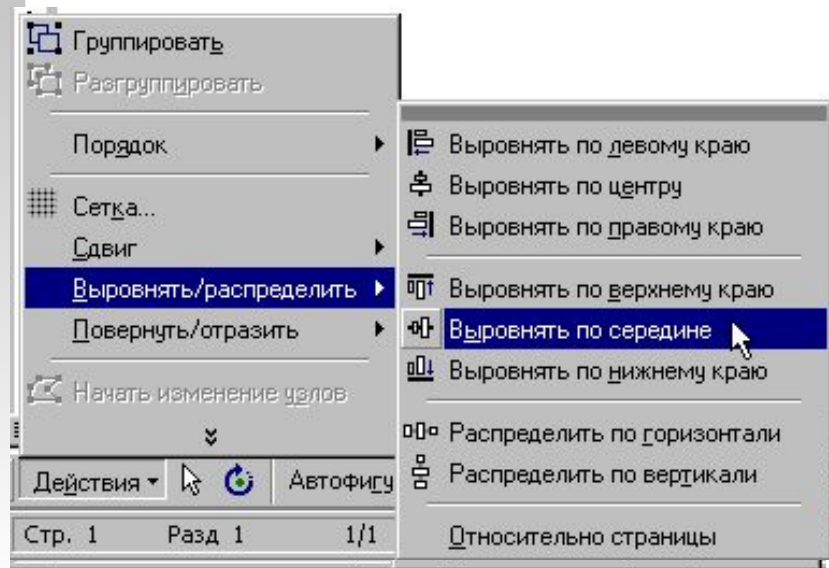 Группировать
Разгруппировать
Порядок
Сетка...
Сдвиг
Выровнять/распределить
Повернуть/отразить
Начать изменение узлов
Действия
Автофигу
Стр. 1 Разд 1 1/1
Выровнять по левому краю
Выровнять по центру
Выровнять по правому краю
Выровнять по верхнему краю
Выровнять по середине
Выровнять по нижнему краю
Распределить по горизонтали
Распределить по вертикали
Относительно страницы